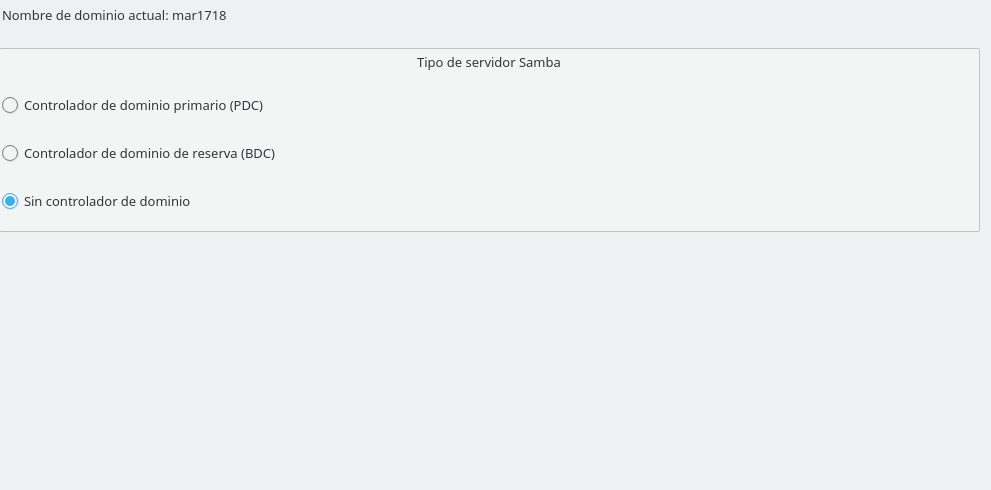 Nombre de dominio actual: mar1718
Tipo de servidor Samba
Controlador de dominio primario (PDC)
Controlador de dominio de reserva (BDC)
Sin controlador de dominio